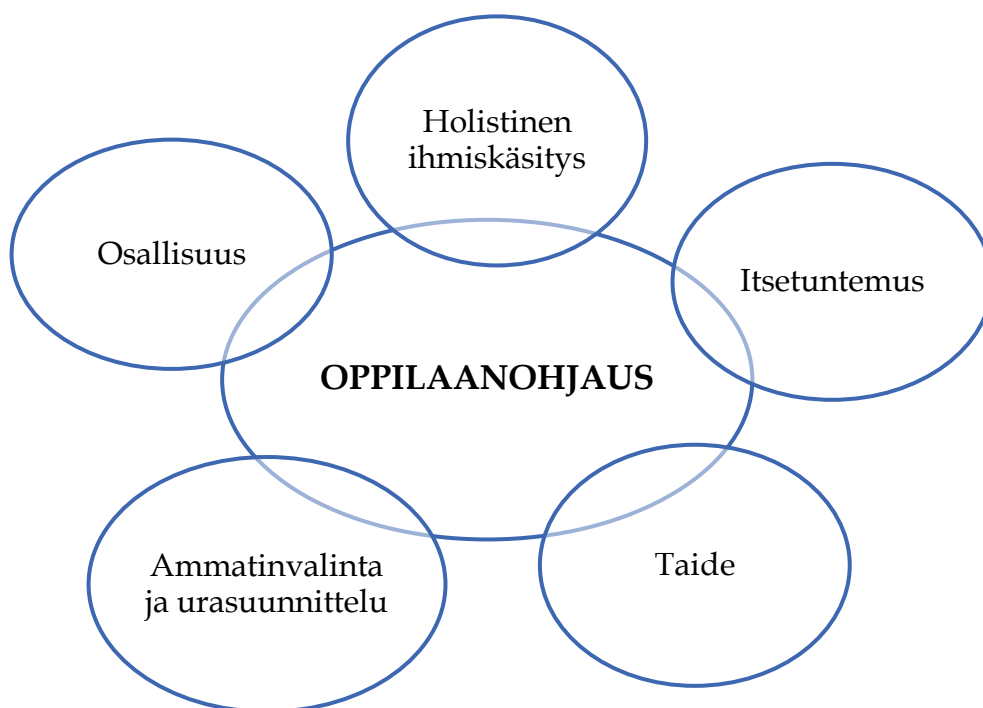 Holistinen
ihmiskäsitys
Osallisuus
Itsetuntemus
OPPILAANOHJAUS
Ammatinvalinta
ja urasuunnittelu
Taide